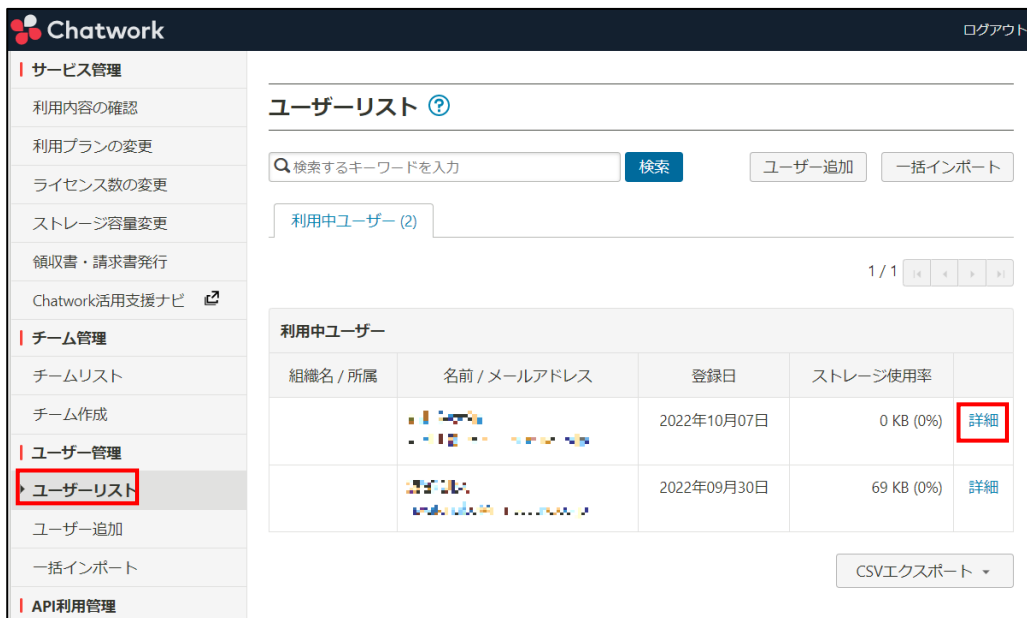 Chatwork
ログアウト
サービス管理
利用内容の確認
利用プランの変更
ライセンス数の変更
ストレージ容量変更
領収書・請求書発行
Chatwork活用支援ナビ
チーム管理
チームリスト
チーム作成
ユーザー管理
ユーザーリスト
ユーザー追加
一括インポート
API利用管理
ユーザーリスト ?
検索するキーワードを入力 検索 ユーザー追加 一括インポート
利用中ユーザー (2)
1 / 1
利用中ユーザー
組織名 / 所属 名前 / メールアドレス 登録日 ストレージ使用率
2022年10月07日 0 KB (0%) 詳細
2022年09月30日 69 KB (0%) 詳細
CSVエクスポート